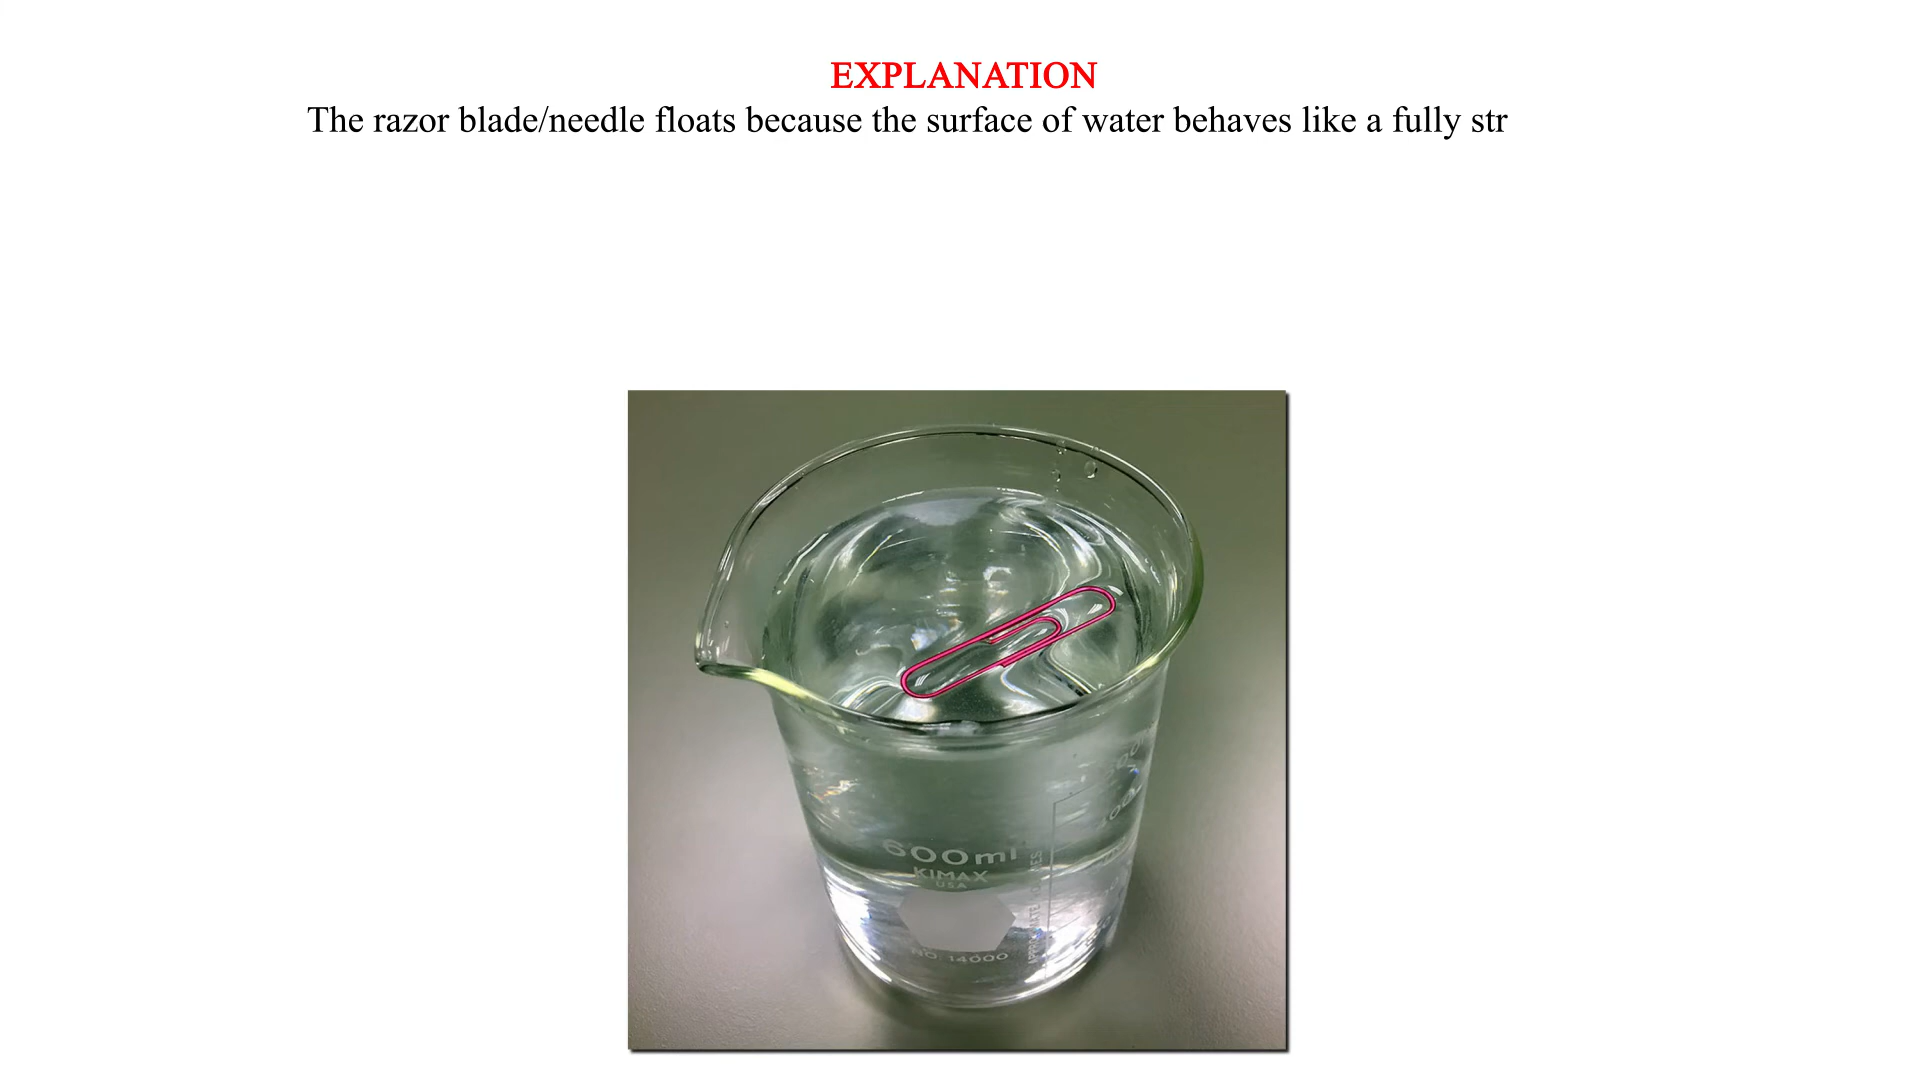 EXPLANATION
The razor blade/needle floats because the surface of water behaves like a fully str
600ml
KIMAX
USA
NO. 14000